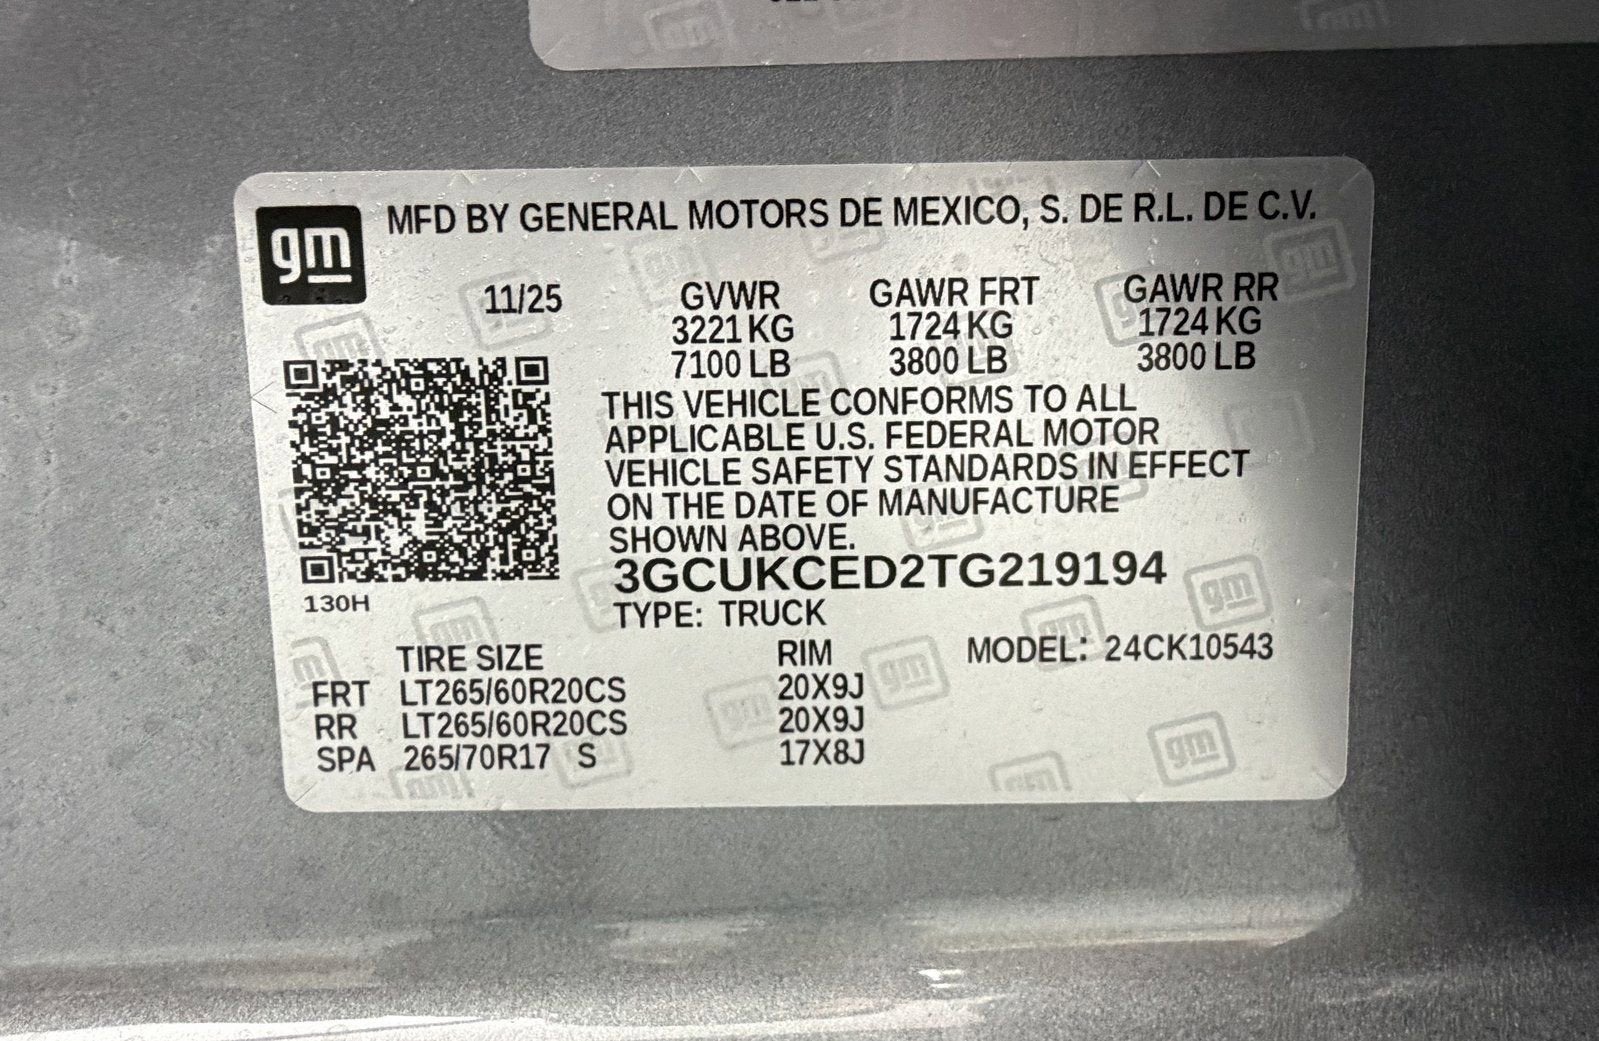 gm
MFD BY GENERAL MOTORS DE MEXICO, S. DE R.L. DE C.V.
11/25 GVWR GAWR FRT GAWR RR
3221 KG 1724 KG 1724 KG
7100 LB 3800 LB 3800 LB
THIS VEHICLE CONFORMS TO ALL
APPLICABLE U.S. FEDERAL MOTOR
VEHICLE SAFETY STANDARDS IN EFFECT
ON THE DATE OF MANUFACTURE
SHOWN ABOVE.
3GCUKCED2TG219194
130H
TYPE: TRUCK
TIRE SIZE RIM MODEL: 24CK10543
FRT LT265/60R20CS 20X9J
RR LT265/60R20CS 20X9J
SPA 265/70R17 S 17X8J